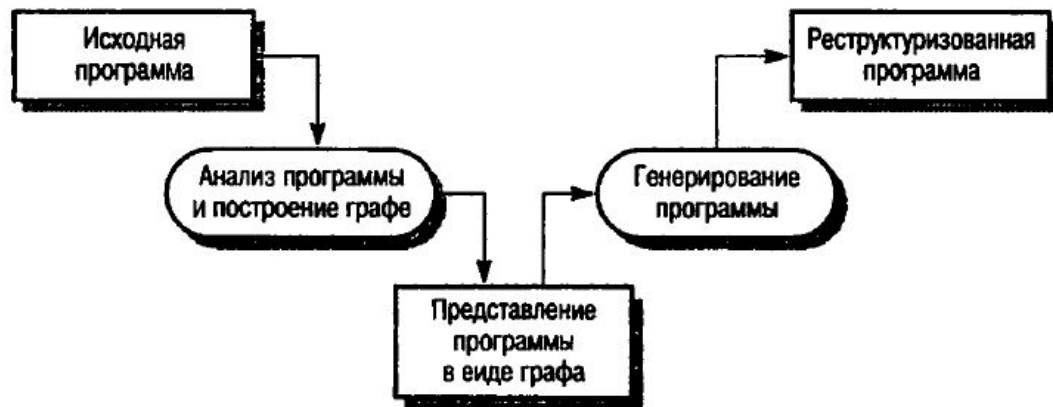 Исходная
программа
Анализ программы
и построение графе
Представление
программы
в еиде графа
Генерирование
программы
Реструктуризованная
программа